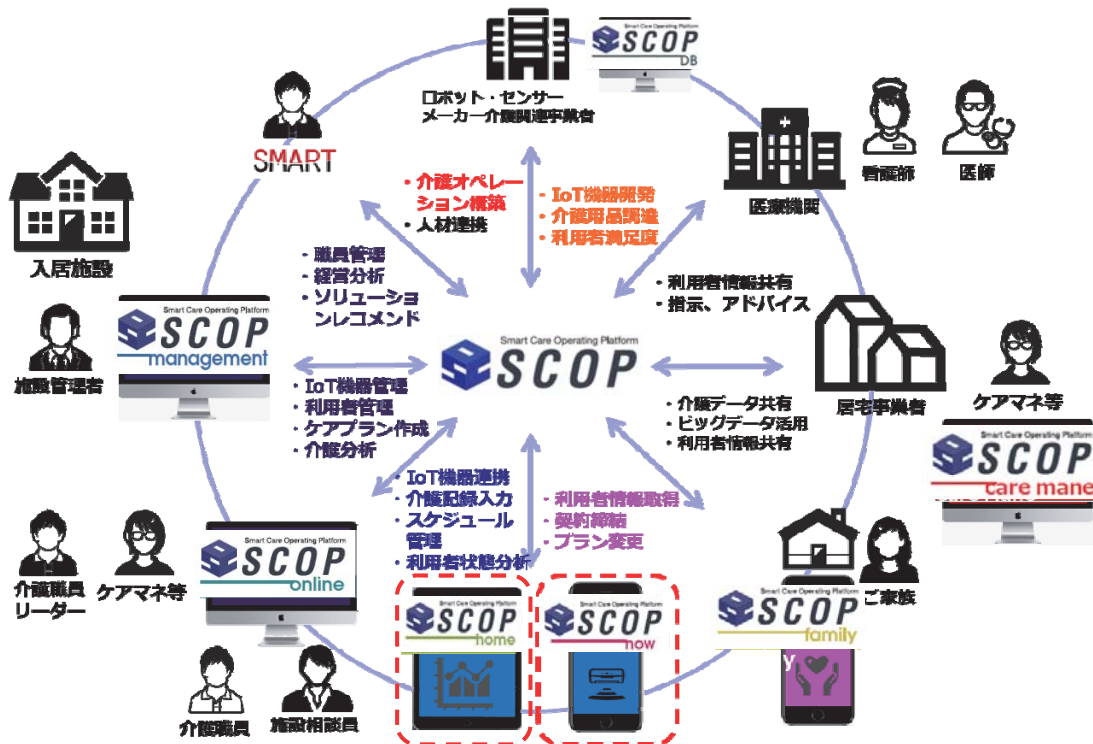 SCOP
DB
ロボット・センサー
メーカー介護関連事業者
SMART
看護師
医師
医療機関
入居施設
・介護オペレー
ション構築
・人材連携
・IoT機器開発
・介護用品調達
・利用者満足度
・職員管理
・経営分析
・ソリューショ
ンレコメンド
・利用者情報共有
・指示、アドバイス
Smart Care Operating Platform
SCOP
management
施設管理者
Smart Care Operating Platform
SCOP
居宅事業者
ケアマネ等
・IoT機器管理
・利用者管理
・ケアプラン作成
・介護分析
・介護データ共有
・ビッグデータ活用
・利用者情報共有
Smart Care Operating Platform
SCOP
care mane
・IoT機器連携
・介護記録入力
・スケジュール
管理
・利用者状態分析
・利用者情報取得
・契約締結
・プラン変更
介護職員
リーダー
ケアマネ等
Smart Care Operating Platform
SCOP
online
Smart Care Operating Platform
SCOP
home
Smart Care Operating Platform
SCOP
now
Smart Care Operating Platform
SCOP
family
y
ご家族
介護職員
施設相談員